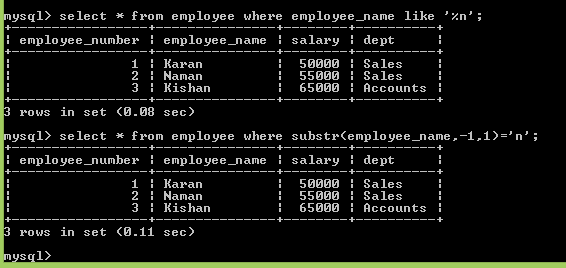 mysql> select * from employee where employee_name like '%n';
+-----------------+---------------+--------+----------+
| employee_number | employee_name | salary | dept     |
+-----------------+---------------+--------+----------+
|               1 | Karan         |  50000 | Sales    |
|               2 | Naman         |  55000 | Sales    |
|               3 | Kishan        |  65000 | Accounts |
+-----------------+---------------+--------+----------+
3 rows in set (0.08 sec)
mysql> select * from employee where substr(employee_name,-1,1)='n';
+-----------------+---------------+--------+----------+
| employee_number | employee_name | salary | dept     |
+-----------------+---------------+--------+----------+
|               1 | Karan         |  50000 | Sales    |
|               2 | Naman         |  55000 | Sales    |
|               3 | Kishan        |  65000 | Accounts |
+-----------------+---------------+--------+----------+
3 rows in set (0.11 sec)
mysql>